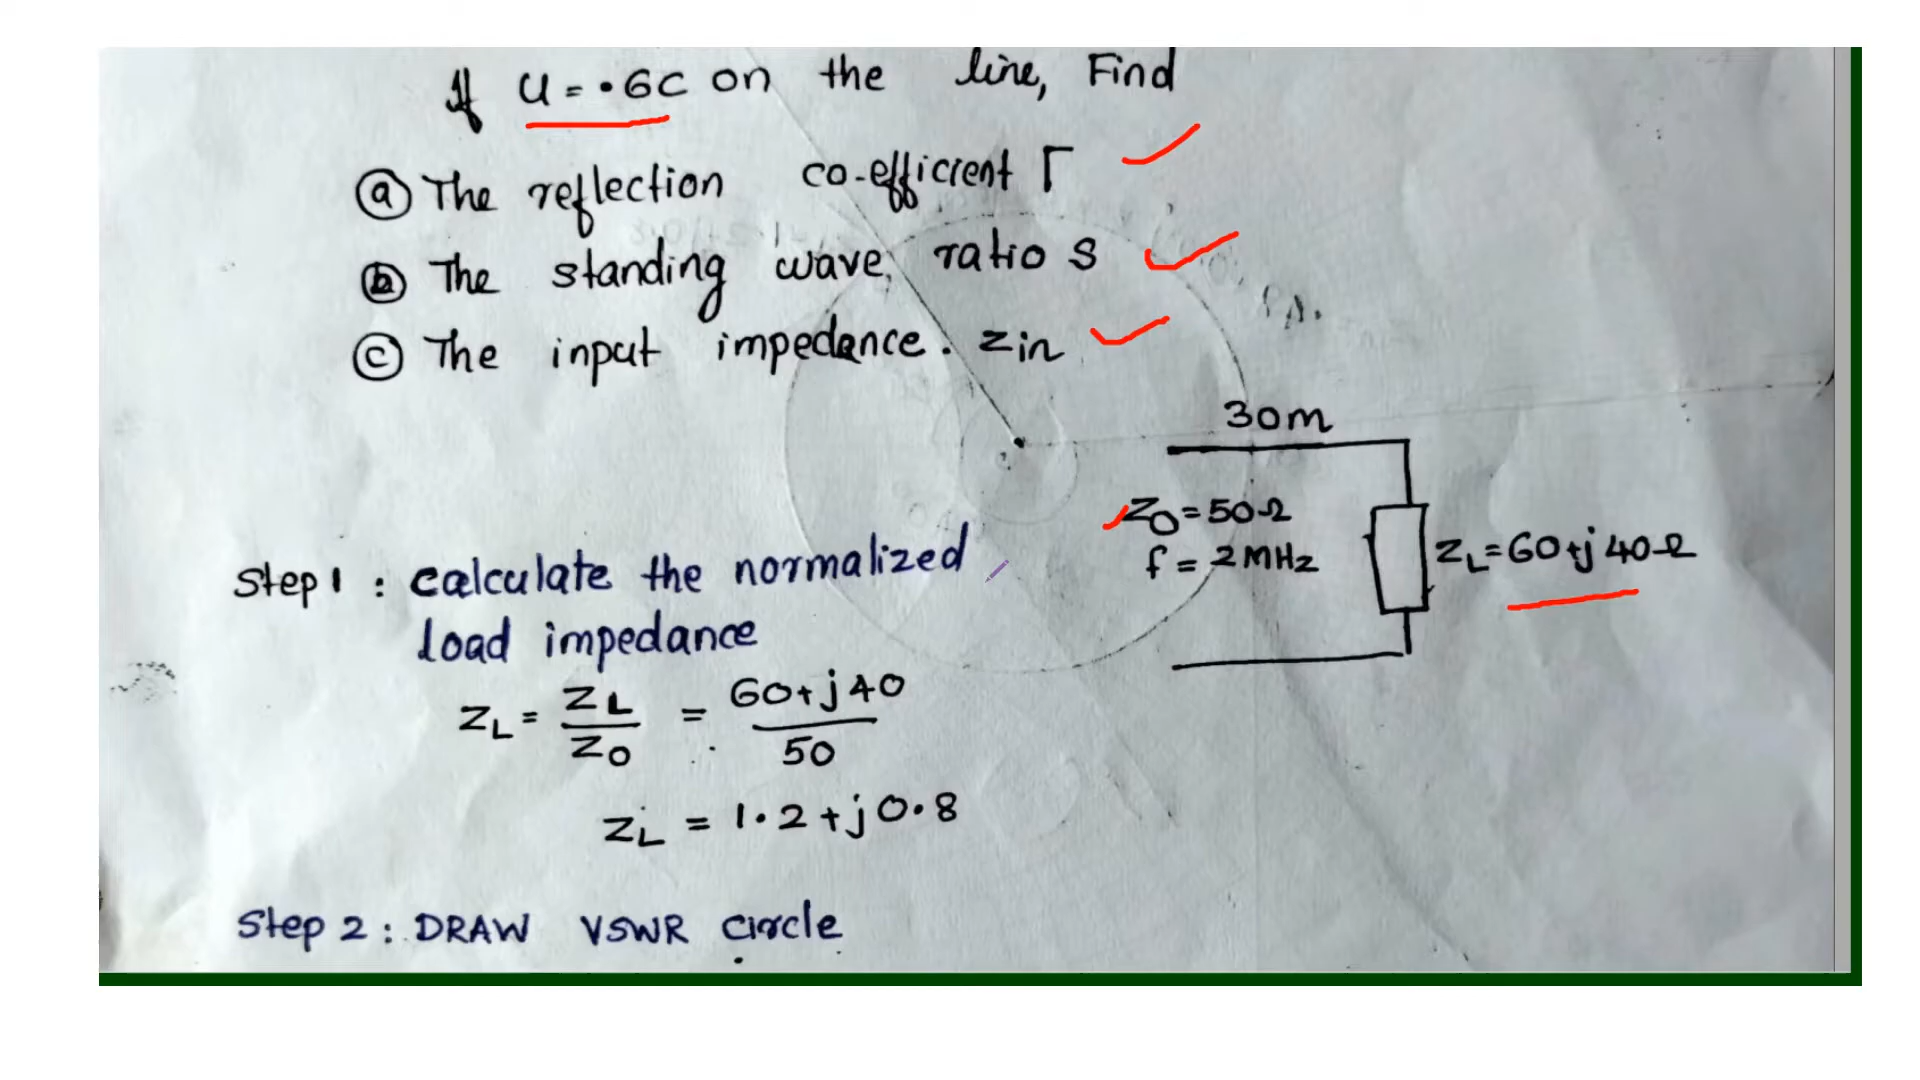 If u = .6C on the line, Find
ⓐ The reflection co-efficient Γ
ⓑ The standing wave ratio S
ⓒ The input impedance. Zin
30m
Z0 = 50Ω
f = 2MHz
ZL = 60+j40Ω
Step 1 : Calculate the normalized
load impedance
ZL = ZL/Z0 = 60+j40/50
ZL = 1.2+j0.8
Step 2 : DRAW VSWR circle